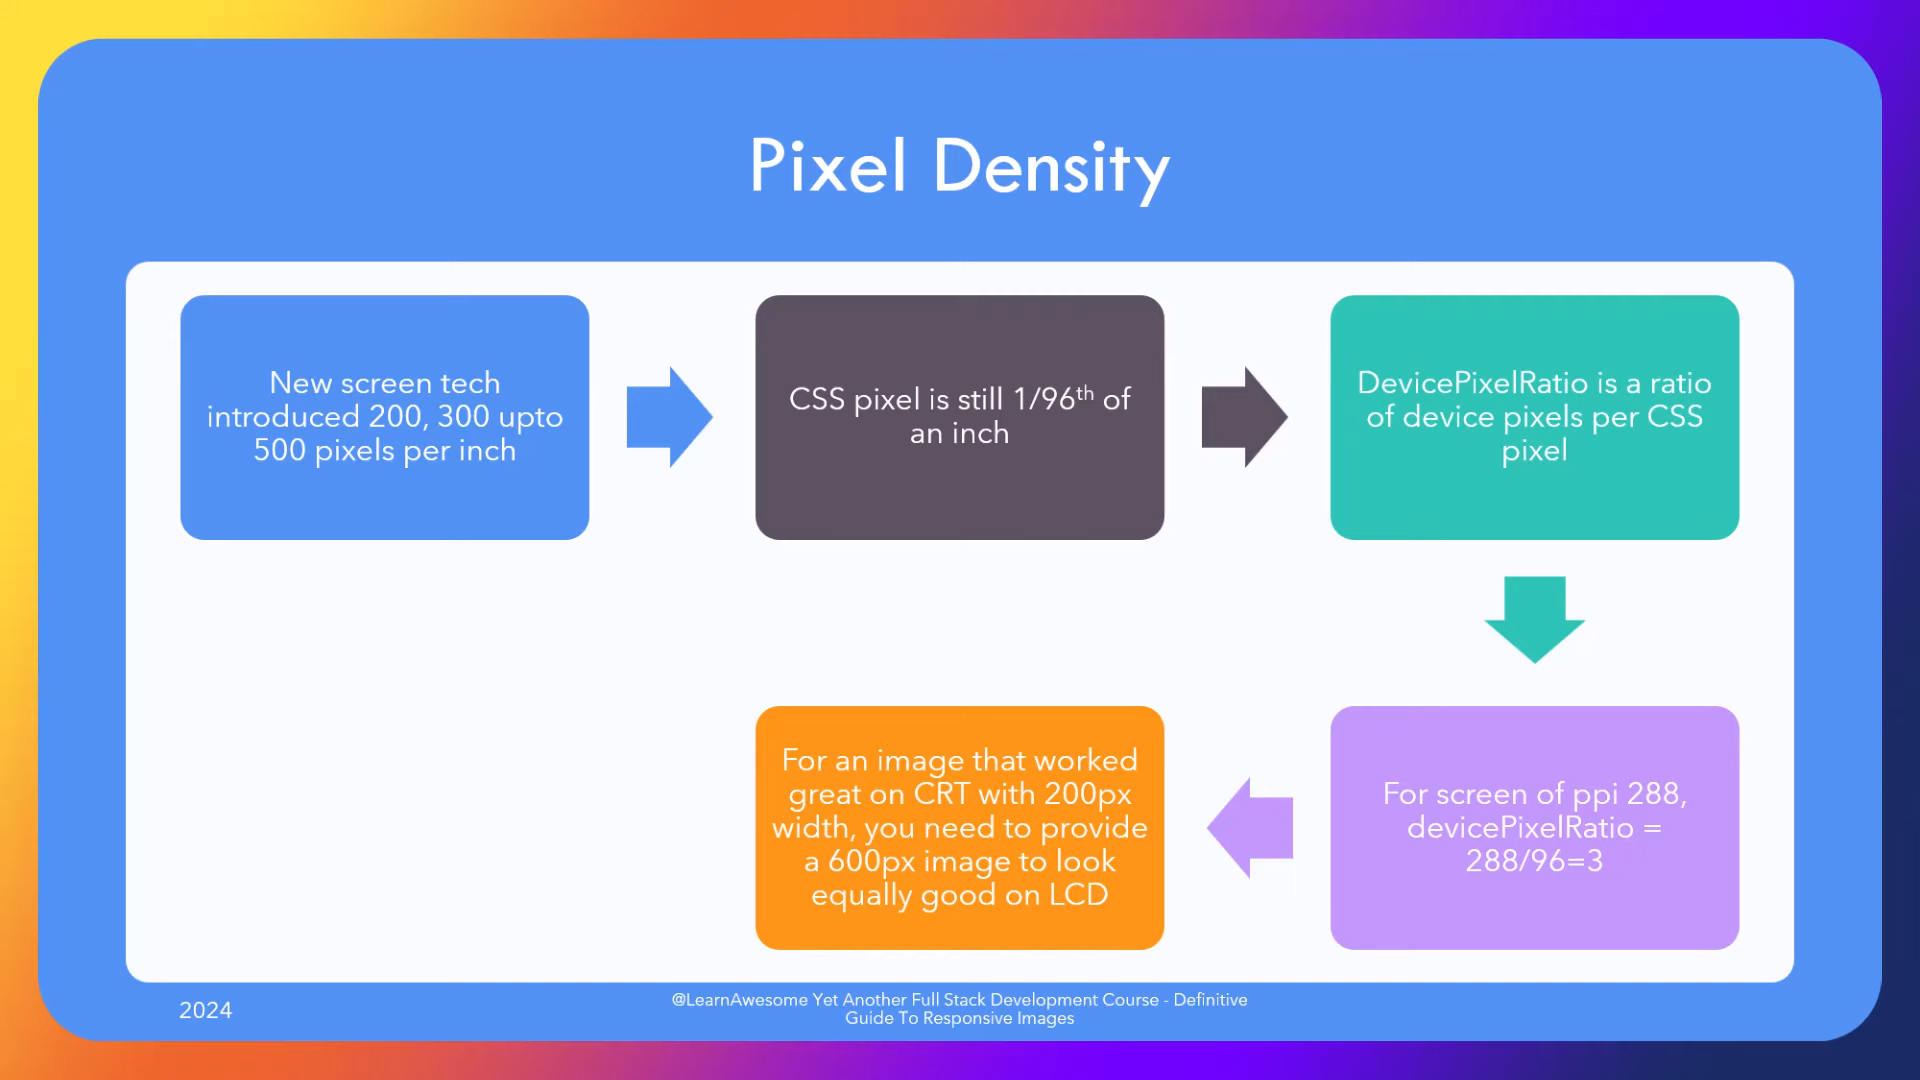 Pixel Density
New screen tech
introduced 200, 300 upto
500 pixels per inch
CSS pixel is still 1/96th of
an inch
DevicePixelRatio is a ratio
of device pixels per CSS
pixel
For screen of ppi 288,
devicePixelRatio =
288/96=3
For an image that worked
great on CRT with 200px
width, you need to provide
a 600px image to look
equally good on LCD
2024
@LearnAwesome Yet Another Full Stack Development Course - Definitive
Guide To Responsive Images